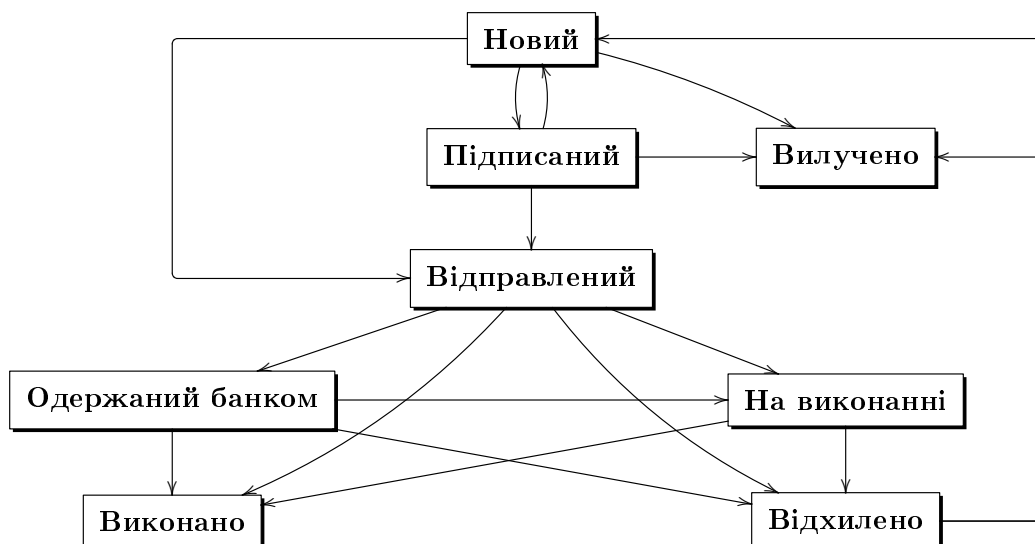 Новий
Підписаний
Вилучено
Відправлений
Одержаний банком
На виконанні
Виконано
Відхилено